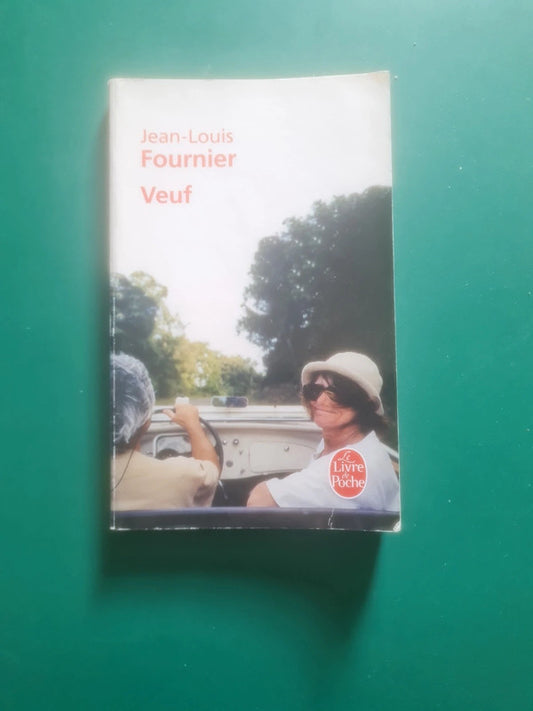 Jean-Louis
Fournier
Veuf
Le
Livre
de
Poche